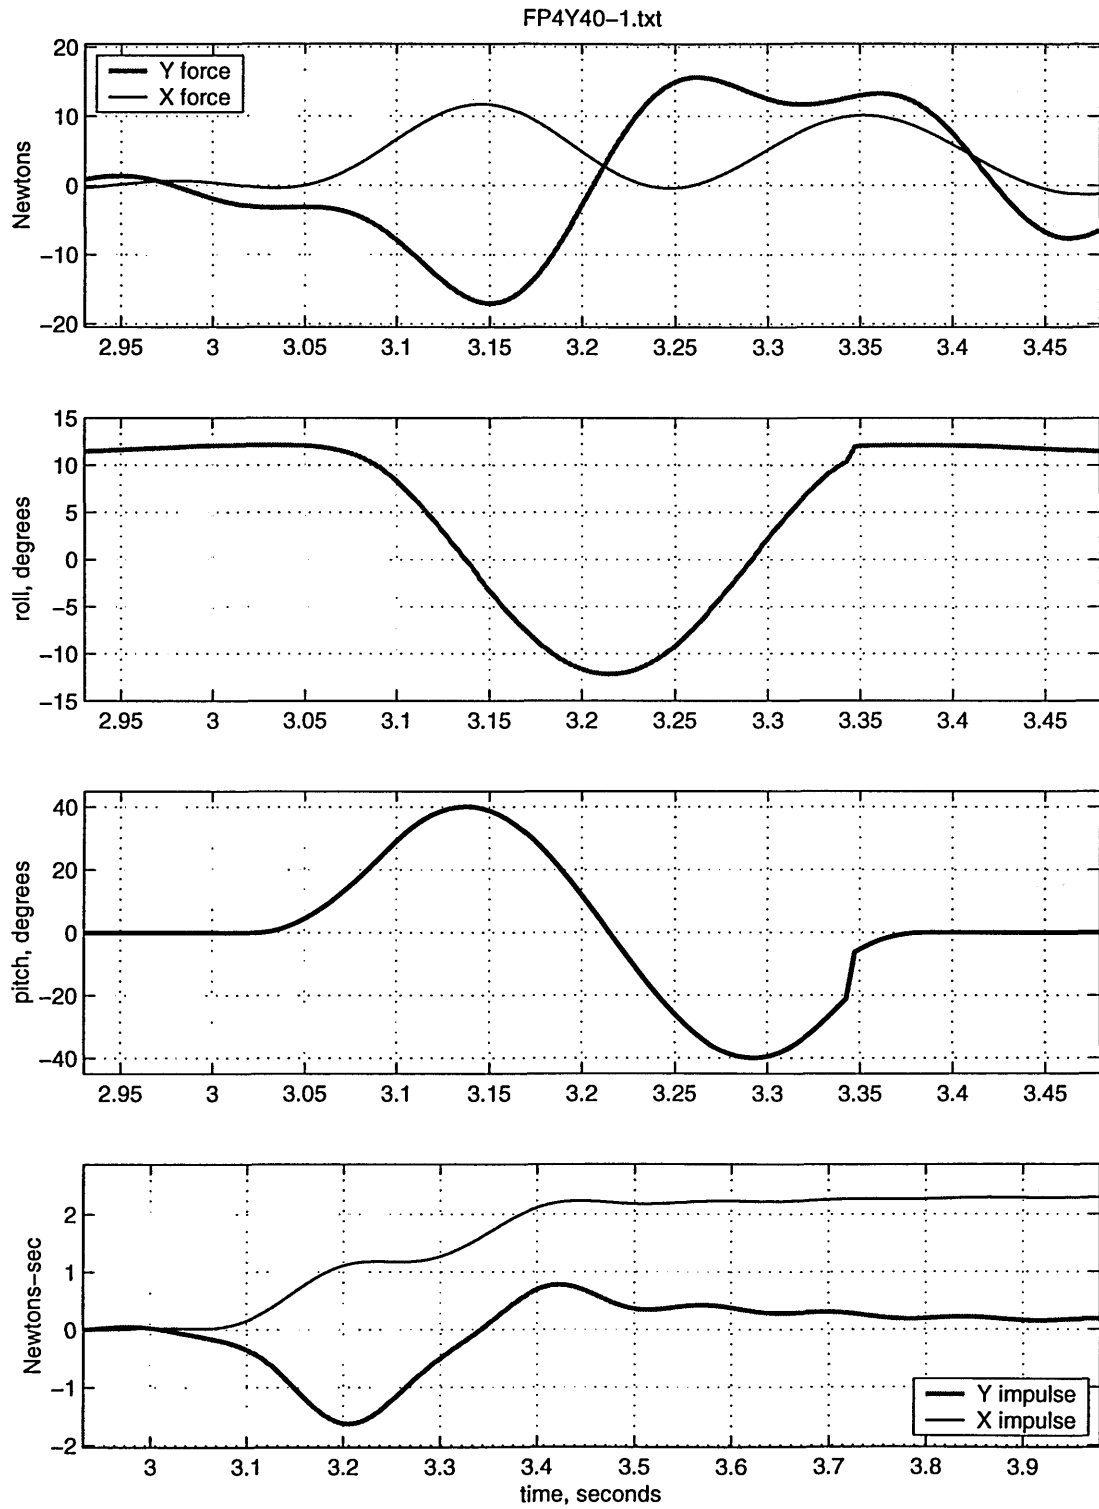 FP4Y40−1.txt
20
10
0
−10
−20
Newtons
Y force
X force
2.95 3 3.05 3.1 3.15 3.2 3.25 3.3 3.35 3.4 3.45
15
10
5
0
−5
−10
−15
roll, degrees
2.95 3 3.05 3.1 3.15 3.2 3.25 3.3 3.35 3.4 3.45
40
20
0
−20
−40
pitch, degrees
2.95 3 3.05 3.1 3.15 3.2 3.25 3.3 3.35 3.4 3.45
2
1
0
−1
−2
Newtons−sec
Y impulse
X impulse
3 3.1 3.2 3.3 3.4 3.5 3.6 3.7 3.8 3.9
time, seconds